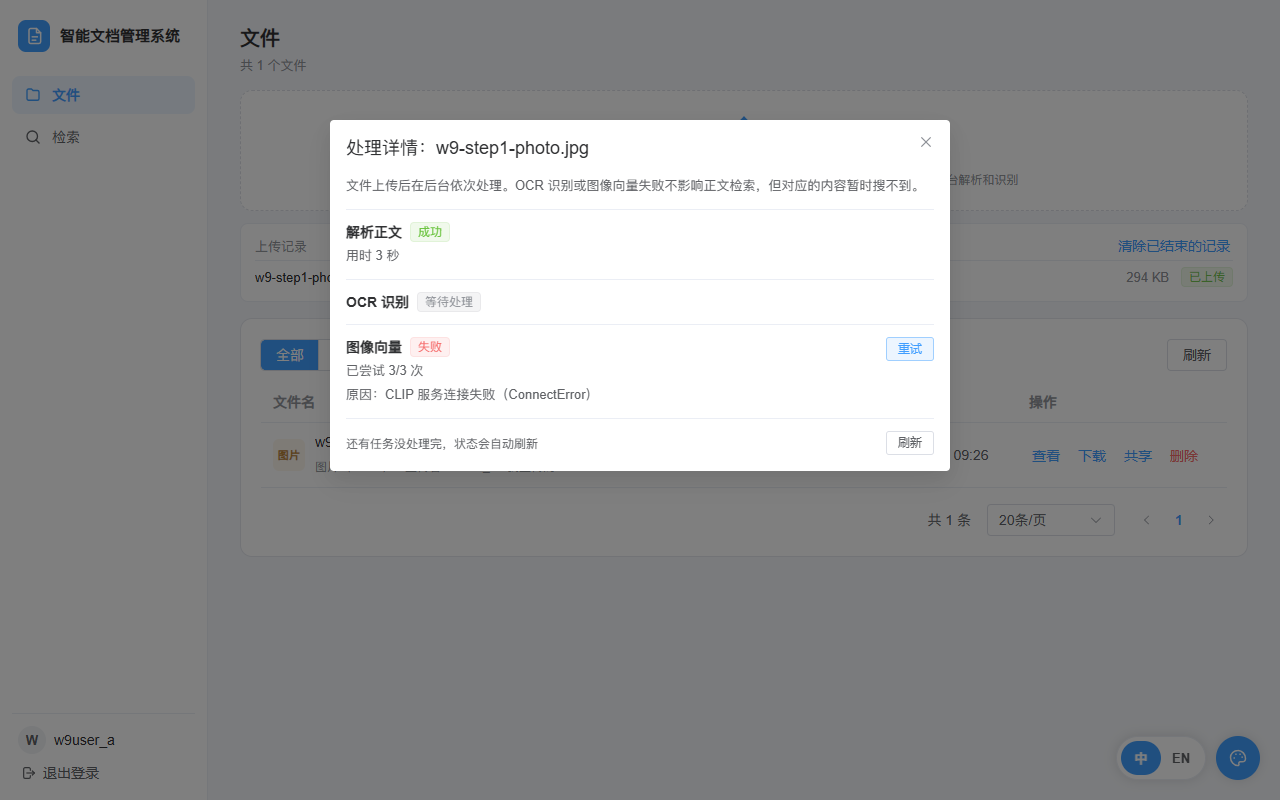 智能文档管理系统
文件
检索
文件
共 1 个文件
台解析和识别
上传记录
清除已结束的记录
w9-step1-pho
294 KB
已上传
处理详情：w9-step1-photo.jpg
文件上传后在后台依次处理。OCR 识别或图像向量失败不影响正文检索，但对应的内容暂时搜不到。
解析正文 成功
用时 3 秒
OCR 识别 等待处理
图像向量 失败
重试
已尝试 3/3 次
原因：CLIP 服务连接失败（ConnectError）
还有任务没处理完，状态会自动刷新
刷新
全部
刷新
文件名
操作
图片
w9
09:26
查看 下载 共享 删除
共 1 条
20条/页
1
W
w9user_a
退出登录
中
EN